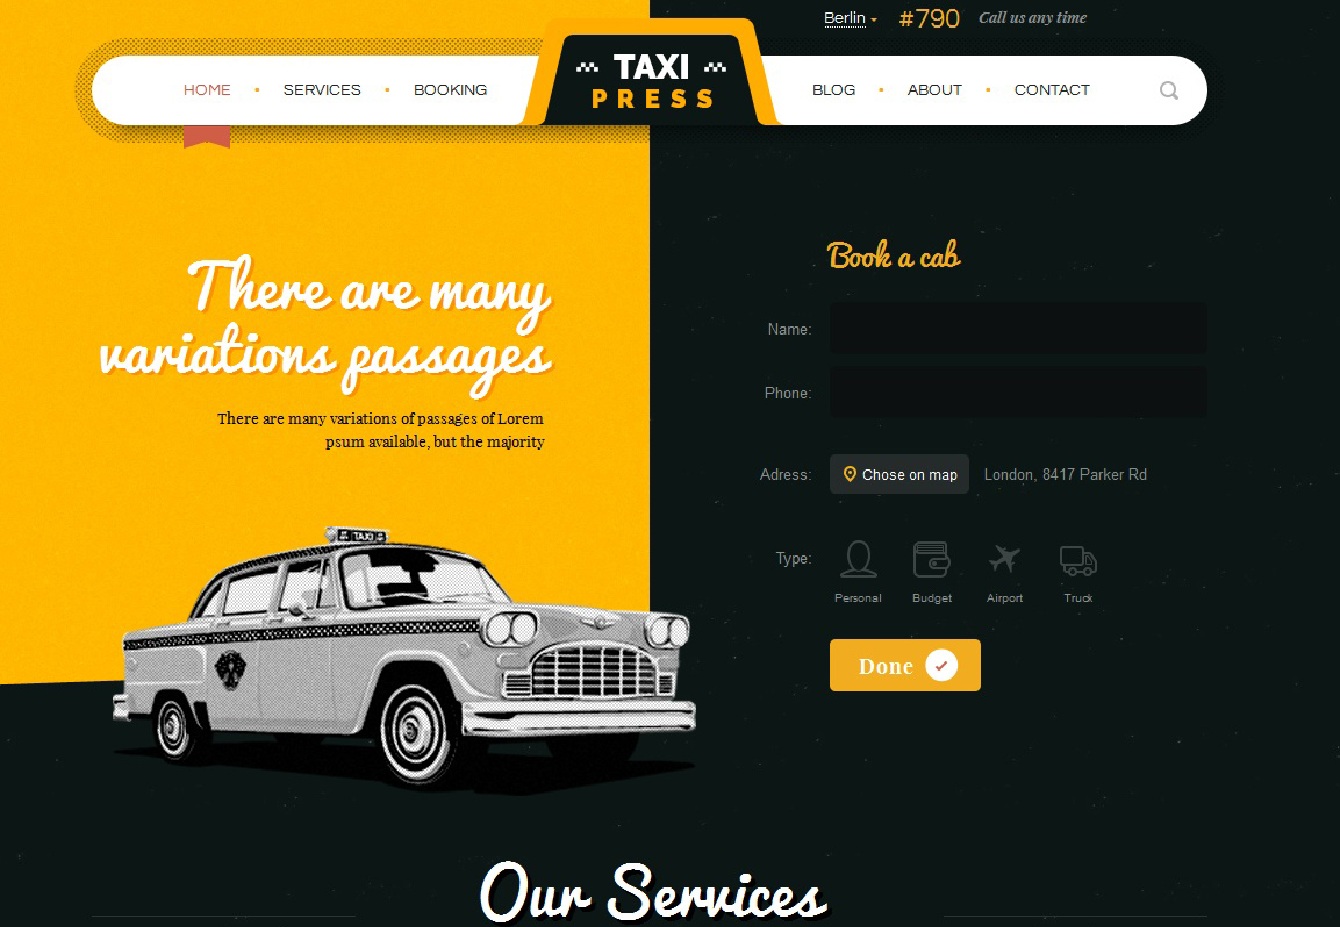 Berlin #790 Call us any time
HOME SERVICES BOOKING TAXI PRESS BLOG ABOUT CONTACT
There are many
variations passages
There are many variations of passages of Lorem
psum available, but the majority
TAXI
Book a cab
Name:
Phone:
Adress: Chose on map London, 8417 Parker Rd
Type:
Personal Budget Airport Truck
Done
Our Services